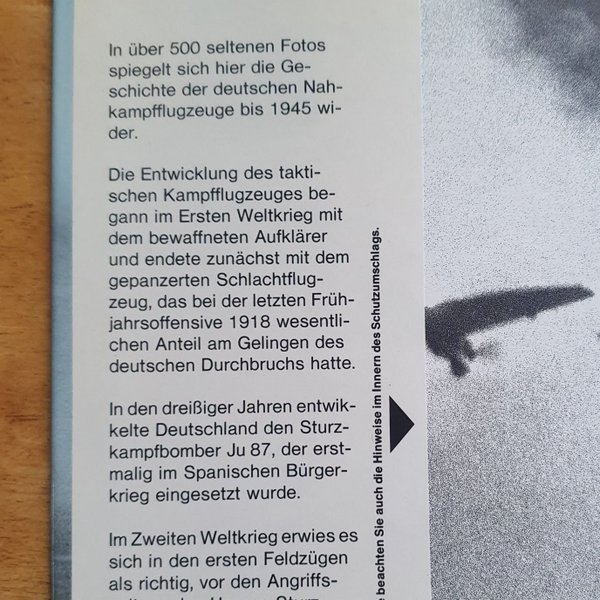 In über 500 seltenen Fotos
spiegelt sich hier die Ge-
schichte der deutschen Nah-
kampfflugzeuge bis 1945 wi-
der.
Die Entwicklung des takti-
schen Kampfflugzeuges be-
gann im Ersten Weltkrieg mit
dem bewaffneten Aufklärer
und endete zunächst mit dem
gepanzerten Schlachtflug-
zeug, das bei der letzten Früh-
jahrsoffensive 1918 wesentli-
chen Anteil am Gelingen des
deutschen Durchbruchs hatte.
In den dreißiger Jahren entwik-
kelte Deutschland den Sturz-
kampfbomber Ju 87, der erst-
malig im Spanischen Bürger-
krieg eingesetzt wurde.
Im Zweiten Weltkrieg erwies es
sich in den ersten Feldzügen
als richtig, vor den Angriffs-
beachten Sie auch die Hinweise im Innern des Schutzumschlags.